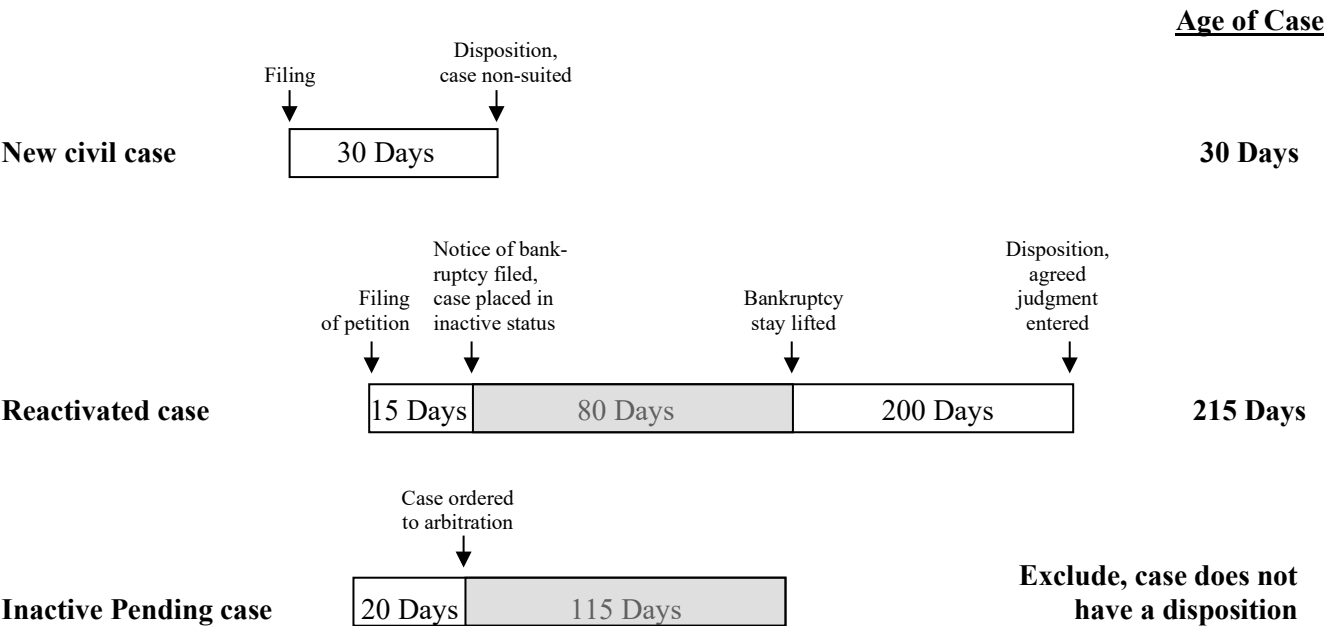 Age of Case
Filing
Disposition,
case non-suited
New civil case
30 Days
30 Days
Filing
of petition
Notice of bank-
ruptcy filed,
case placed in
inactive status
Bankruptcy
stay lifted
Disposition,
agreed
judgment
entered
Reactivated case
15 Days
80 Days
200 Days
215 Days
Case ordered
to arbitration
Inactive Pending case
20 Days
115 Days
Exclude, case does not
have a disposition